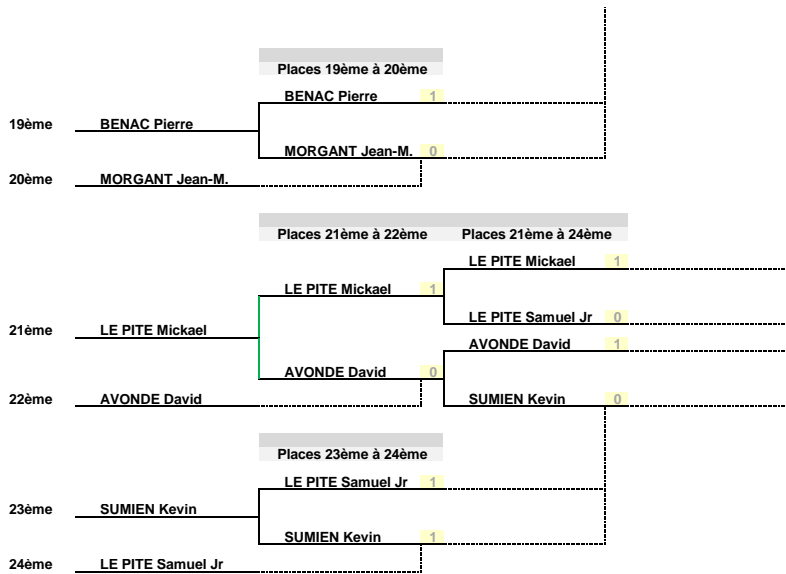 Places 19ème à 20ème
BENAC Pierre 1
19ème BENAC Pierre
MORGANT Jean-M. 0
20ème MORGANT Jean-M.
Places 21ème à 22ème Places 21ème à 24ème
LE PITE Mickael 1
LE PITE Mickael 1
LE PITE Samuel Jr 0
21ème LE PITE Mickael
AVONDE David 1
AVONDE David 0
22ème AVONDE David
SUMIEN Kevin 0
Places 23ème à 24ème
LE PITE Samuel Jr 1
23ème SUMIEN Kevin
SUMIEN Kevin 1
24ème LE PITE Samuel Jr